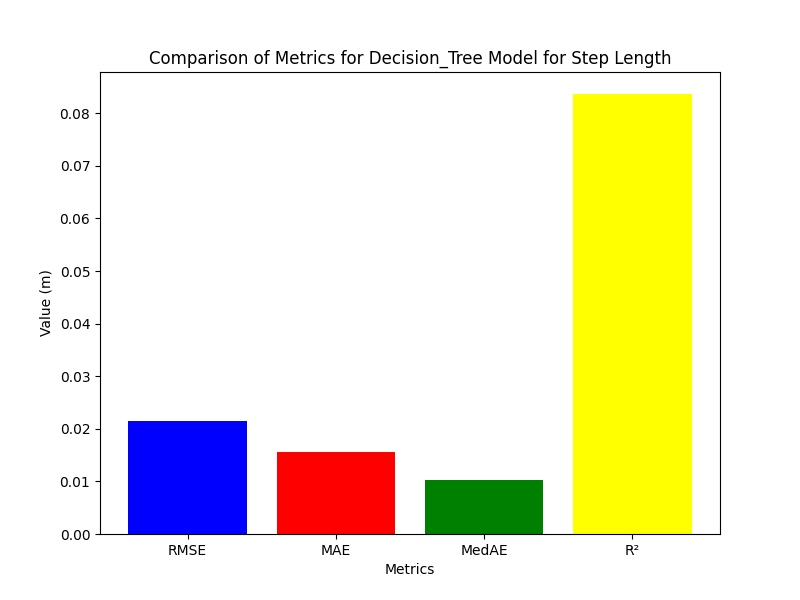 Comparison of Metrics for Decision_Tree Model for Step Length
0.08
0.07
0.06
0.05
0.04
0.03
0.02
0.01
0.00
Value (m)
RMSE MAE MedAE R²
Metrics